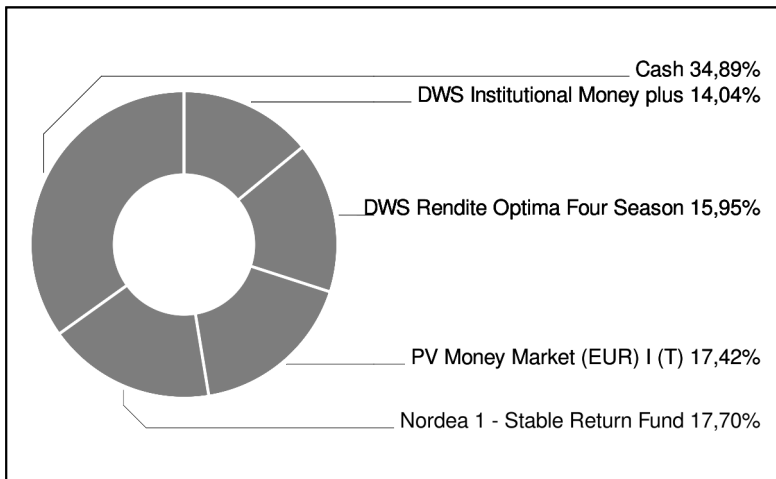 Cash 34,89%
DWS Institutional Money plus 14,04%
DWS Rendite Optima Four Season 15,95%
PV Money Market (EUR) I (T) 17,42%
Nordea 1 - Stable Return Fund 17,70%